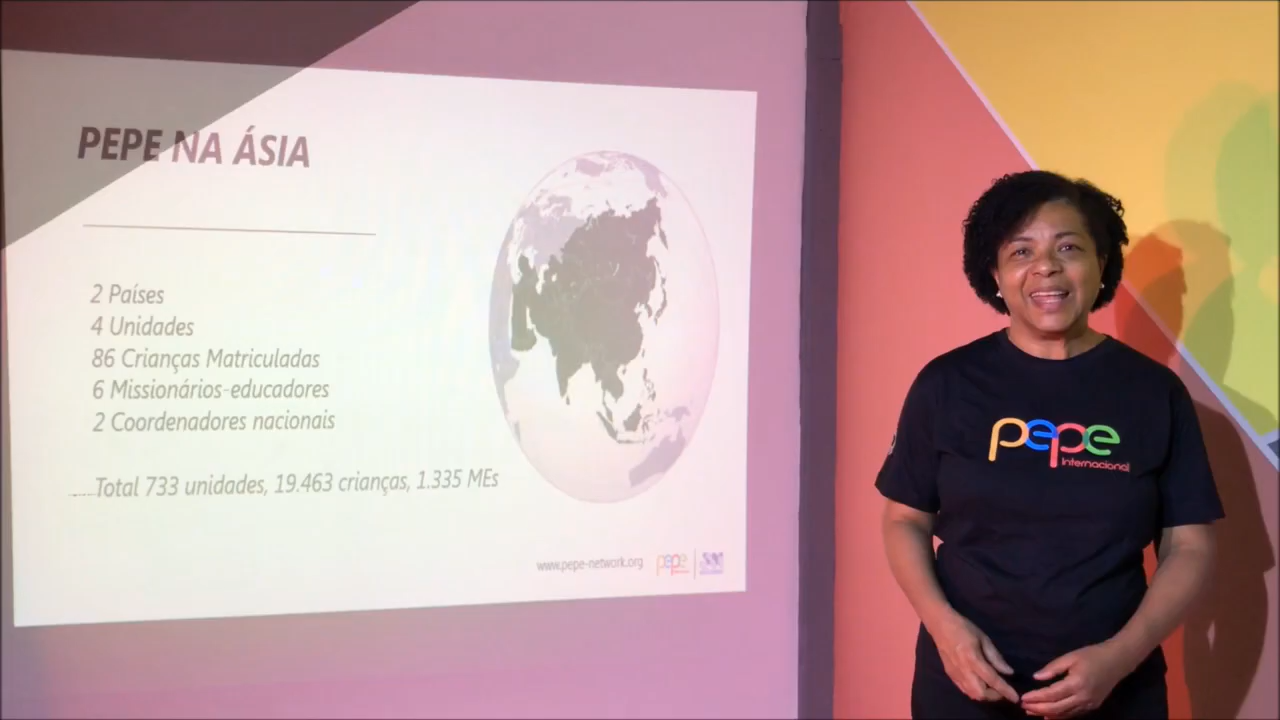 PEPE NA ÁSIA
2 Países
4 Unidades
86 Crianças Matriculadas
6 Missionários-educadores
2 Coordenadores nacionais
Total 733 unidades, 19.463 crianças, 1.335 MEs
www.pepe-network.org
pepe
pepe
Internacional